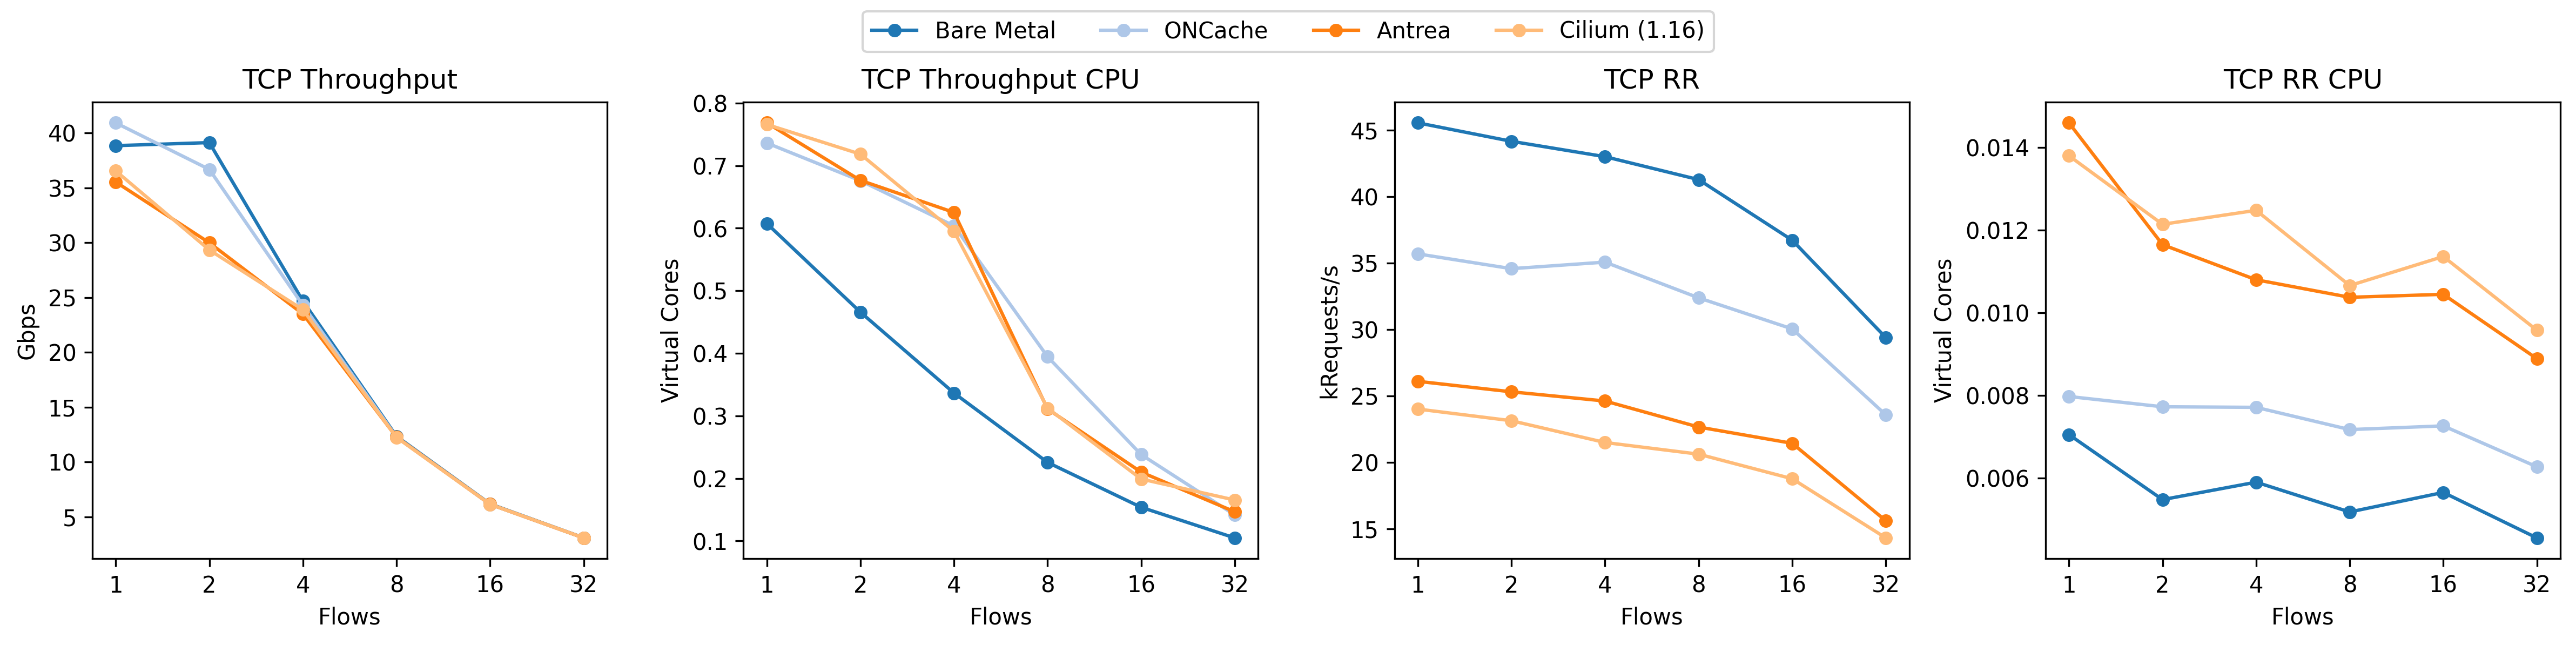 Bare Metal ONCache Antrea Cilium (1.16)
TCP Throughput
Gbps
40
35
30
25
20
15
10
5
1 2 4 8 16 32
Flows
TCP Throughput CPU
Virtual Cores
0.8
0.7
0.6
0.5
0.4
0.3
0.2
0.1
1 2 4 8 16 32
Flows
TCP RR
kRequests/s
45
40
35
30
25
20
15
1 2 4 8 16 32
Flows
TCP RR CPU
Virtual Cores
0.014
0.012
0.010
0.008
0.006
1 2 4 8 16 32
Flows